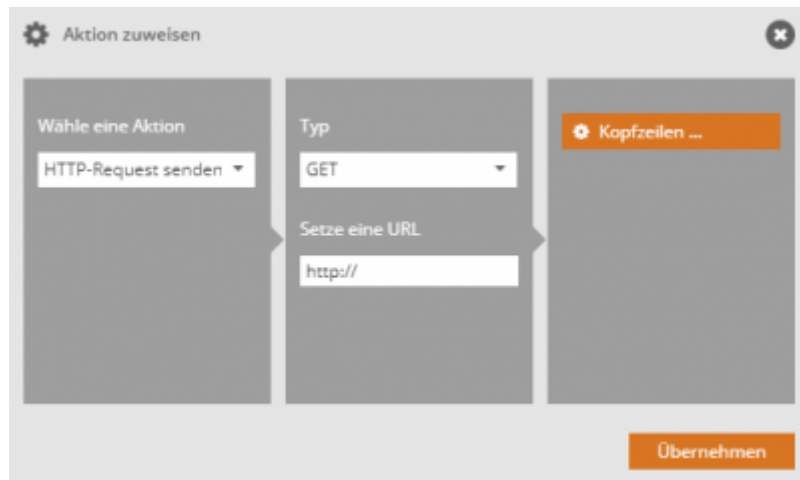 Aktion zuweisen
Wähle eine Aktion
HTTP-Request senden
Typ
GET
Setze eine URL
http://
Kopfzeilen ...
Übernehmen